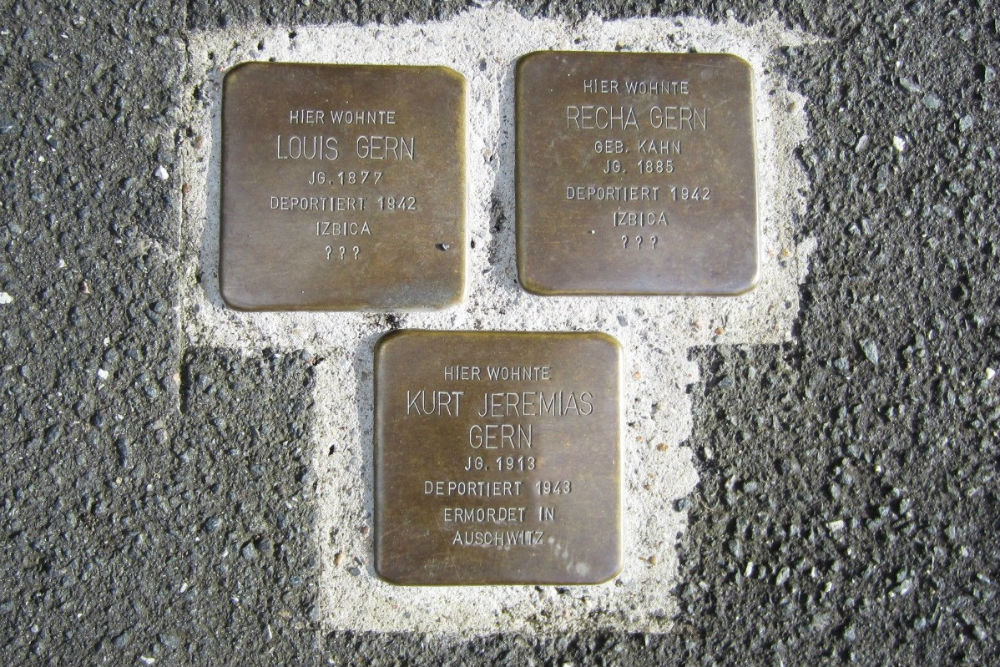 HIER WOHNTE
LOUIS GERN
JG. 1877
DEPORTIERT 1942
IZBICA
???
HIER WOHNTE
RECHA GERN
GEB. KAHN
JG. 1885
DEPORTIERT 1942
IZBICA
???
HIER WOHNTE
KURT JEREMIAS
GERN
JG. 1913
DEPORTIERT 1943
ERMORDET IN
AUSCHWITZ